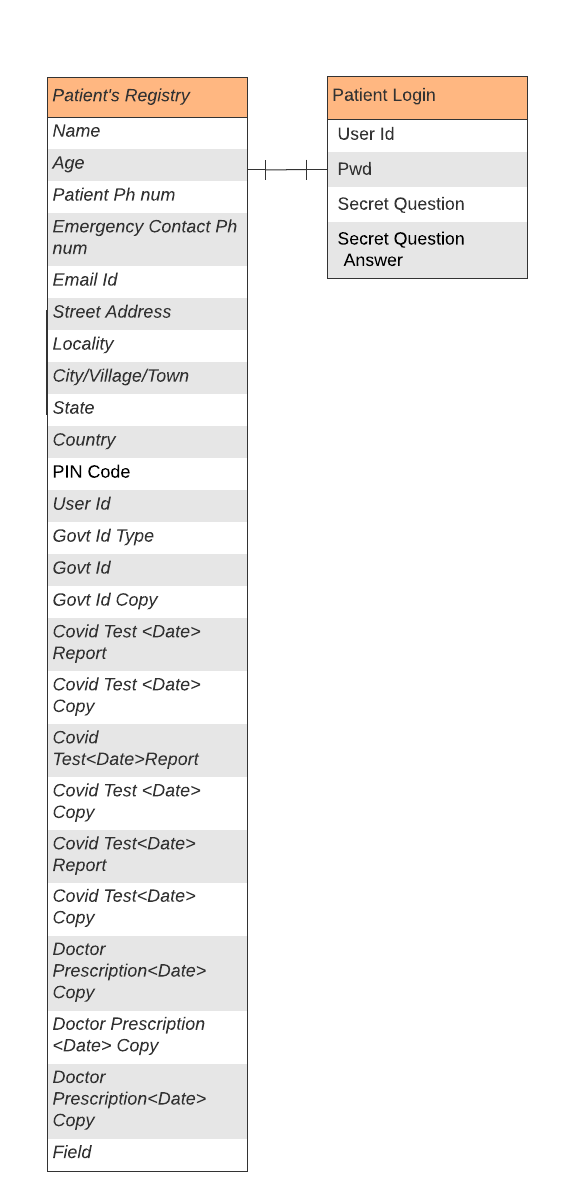 Patient's Registry
Name
Age
Patient Ph num
Emergency Contact Ph
num
Email Id
Street Address
Locality
City/Village/Town
State
Country
PIN Code
User Id
Govt Id Type
Govt Id
Govt Id Copy
Covid Test <Date>
Report
Covid Test <Date>
Copy
Covid
Test<Date>Report
Covid Test <Date>
Copy
Covid Test<Date>
Report
Covid Test<Date>
Copy
Doctor
Prescription<Date>
Copy
Doctor Prescription
<Date> Copy
Doctor
Prescription<Date>
Copy
Field
Patient Login
User Id
Pwd
Secret Question
Secret Question
Answer